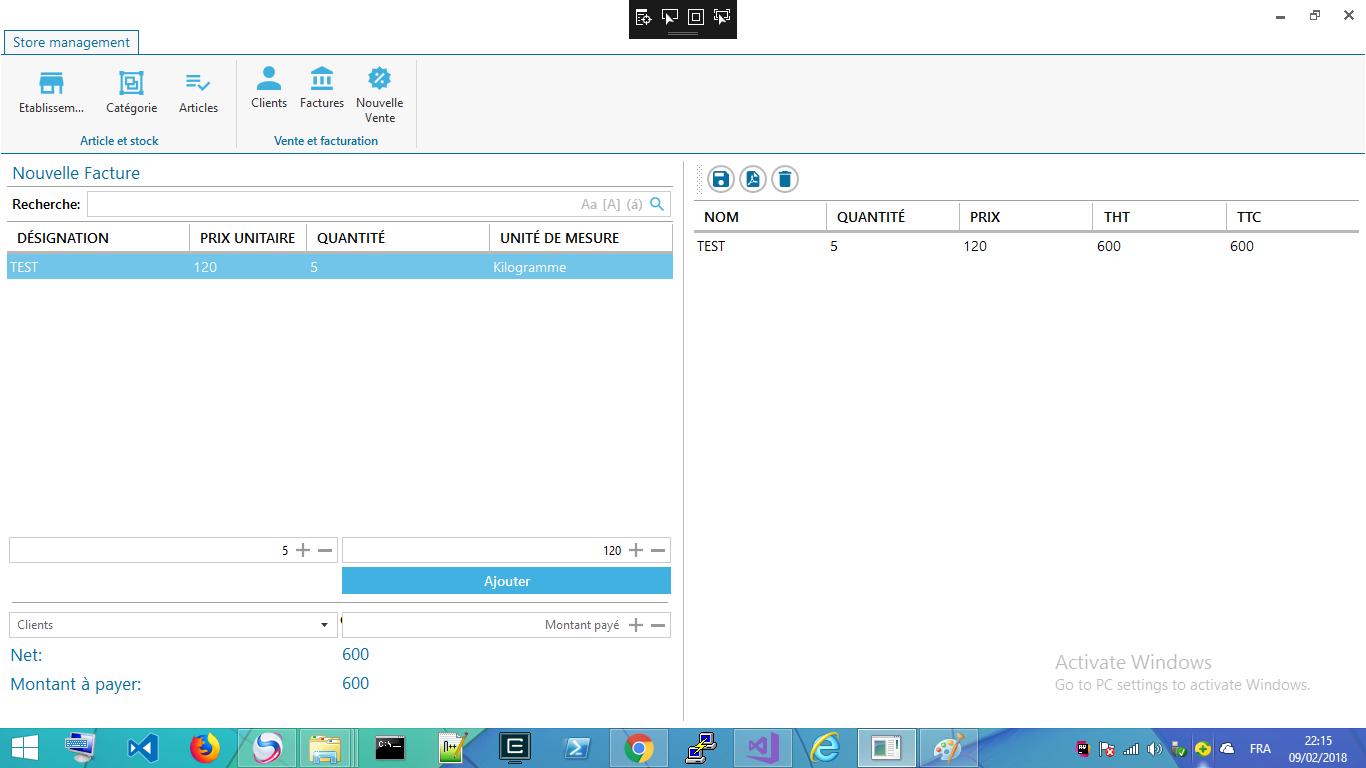 Store management
Etablissem... Catégorie Articles
Article et stock
Clients Factures Nouvelle Vente
Vente et facturation
Nouvelle Facture
Recherche: Aa [A] (á)
DÉSIGNATION PRIX UNITAIRE QUANTITÉ UNITÉ DE MESURE
TEST 120 5 Kilogramme
5 120
Ajouter
Clients Montant payé
Net: 600
Montant à payer: 600
NOM QUANTITÉ PRIX THT TTC
TEST 5 120 600 600
Activate Windows
Go to PC settings to activate Windows.
FRA 22:15
09/02/2018